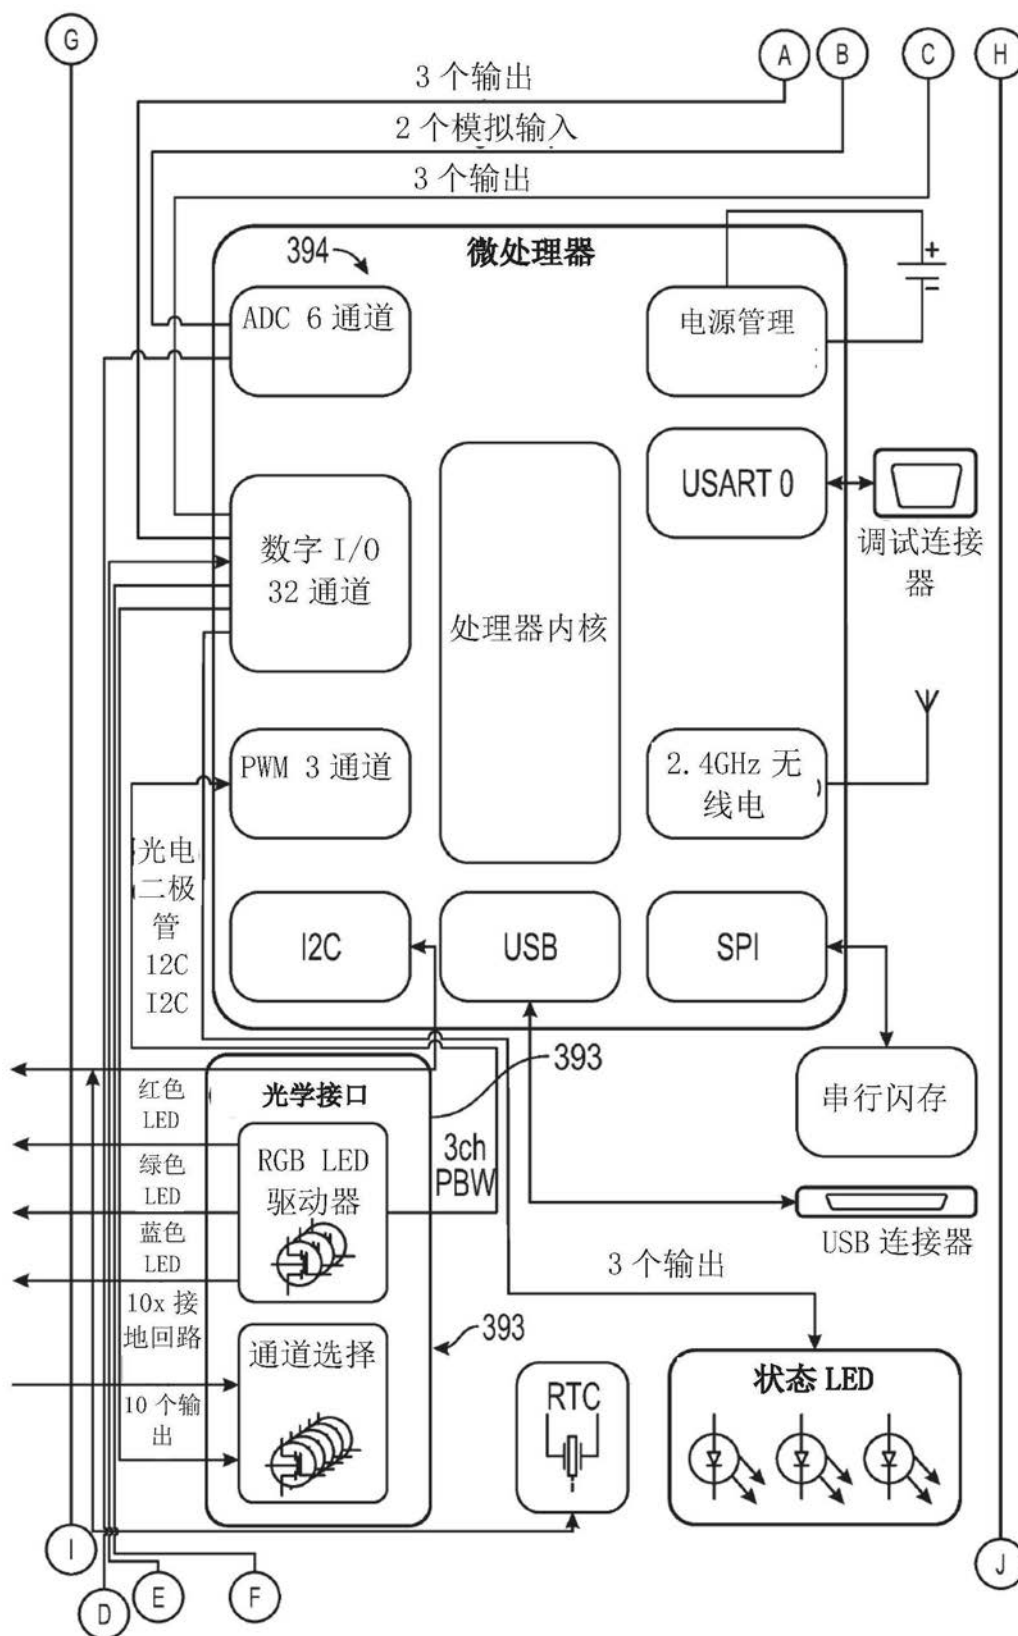 G
A
B
C
H
3 个输出
2 个模拟输入
3 个输出
394
微处理器
+
-
ADC 6 通道
电源管理
USART 0
调试连接
器
数字 I/O
32 通道
处理器内核
PWM 3 通道
2.4GHz 无
线电
光电
二极
管
12C
I2C
I2C
USB
SPI
393
光学接口
红色
LED
串行闪存
RGB LED
驱动器
3ch
PBW
绿色
LED
USB 连接器
蓝色
LED
3 个输出
10x 接
地回路
393
通道选择
10 个输
出
RTC
状态 LED
I
J
D
E
F